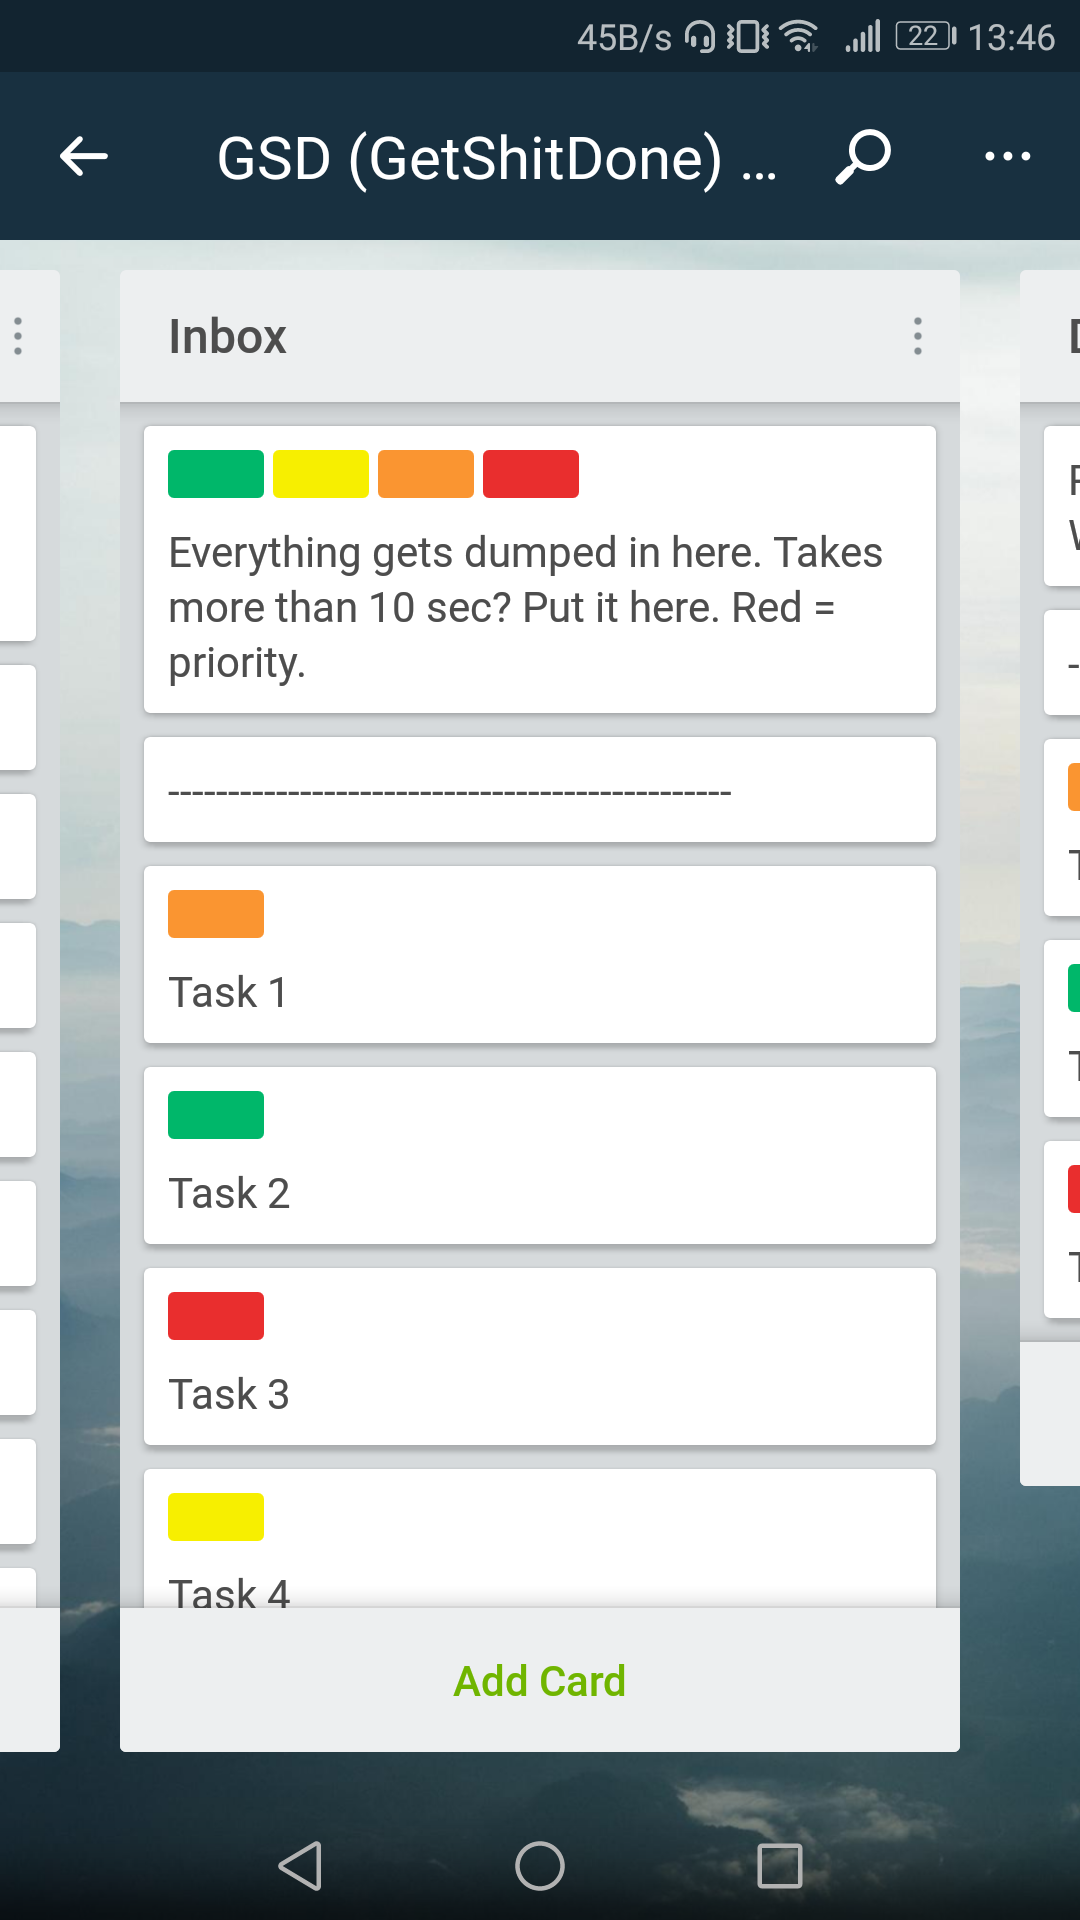 45B/s 22 13:46
GSD (GetShitDone) ...
Inbox
Everything gets dumped in here. Takes
more than 10 sec? Put it here. Red =
priority.
-----------------------------------------------
Task 1
Task 2
Task 3
Task 4
Add Card